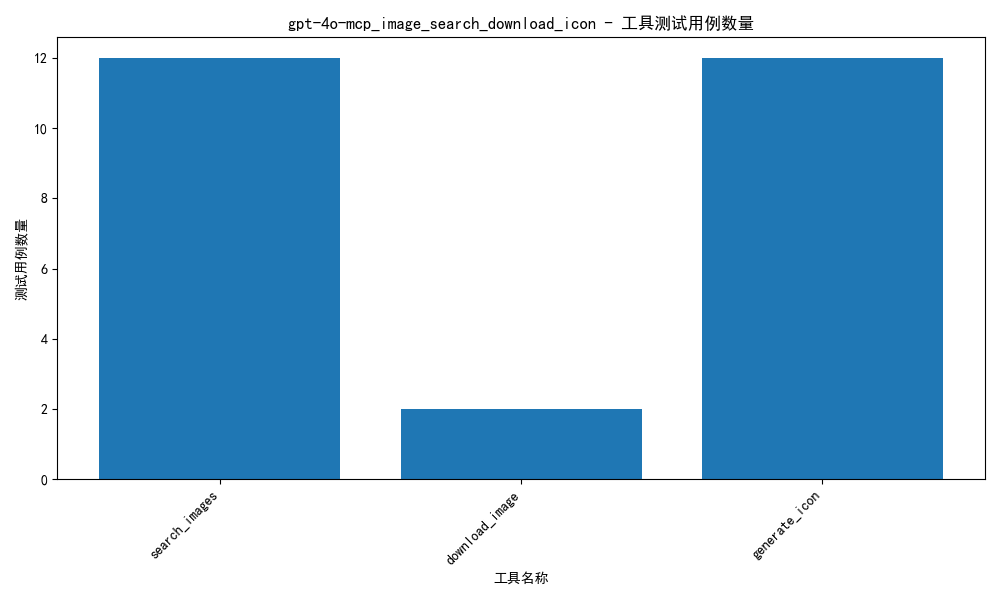 gpt-4o-mcp_image_search_download_icon - 工具测试用例数量
测试用例数量
12
10
8
6
4
2
0
search_images
download_image
generate_icon
工具名称